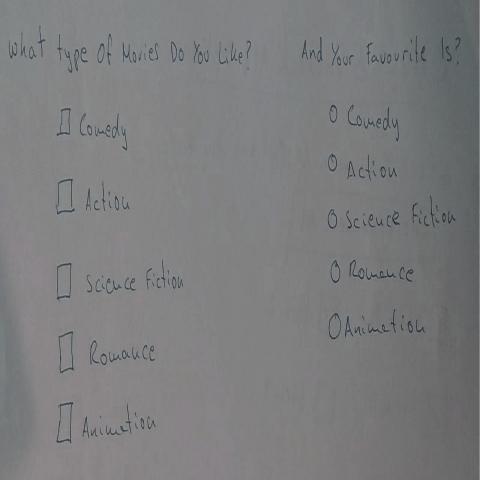 What type Of Movies Do You Like?
Comedy
Action
Science Fiction
Romance
Animation
And Your Favourite Is?
Comedy
Action
Science Fiction
Romance
Animation